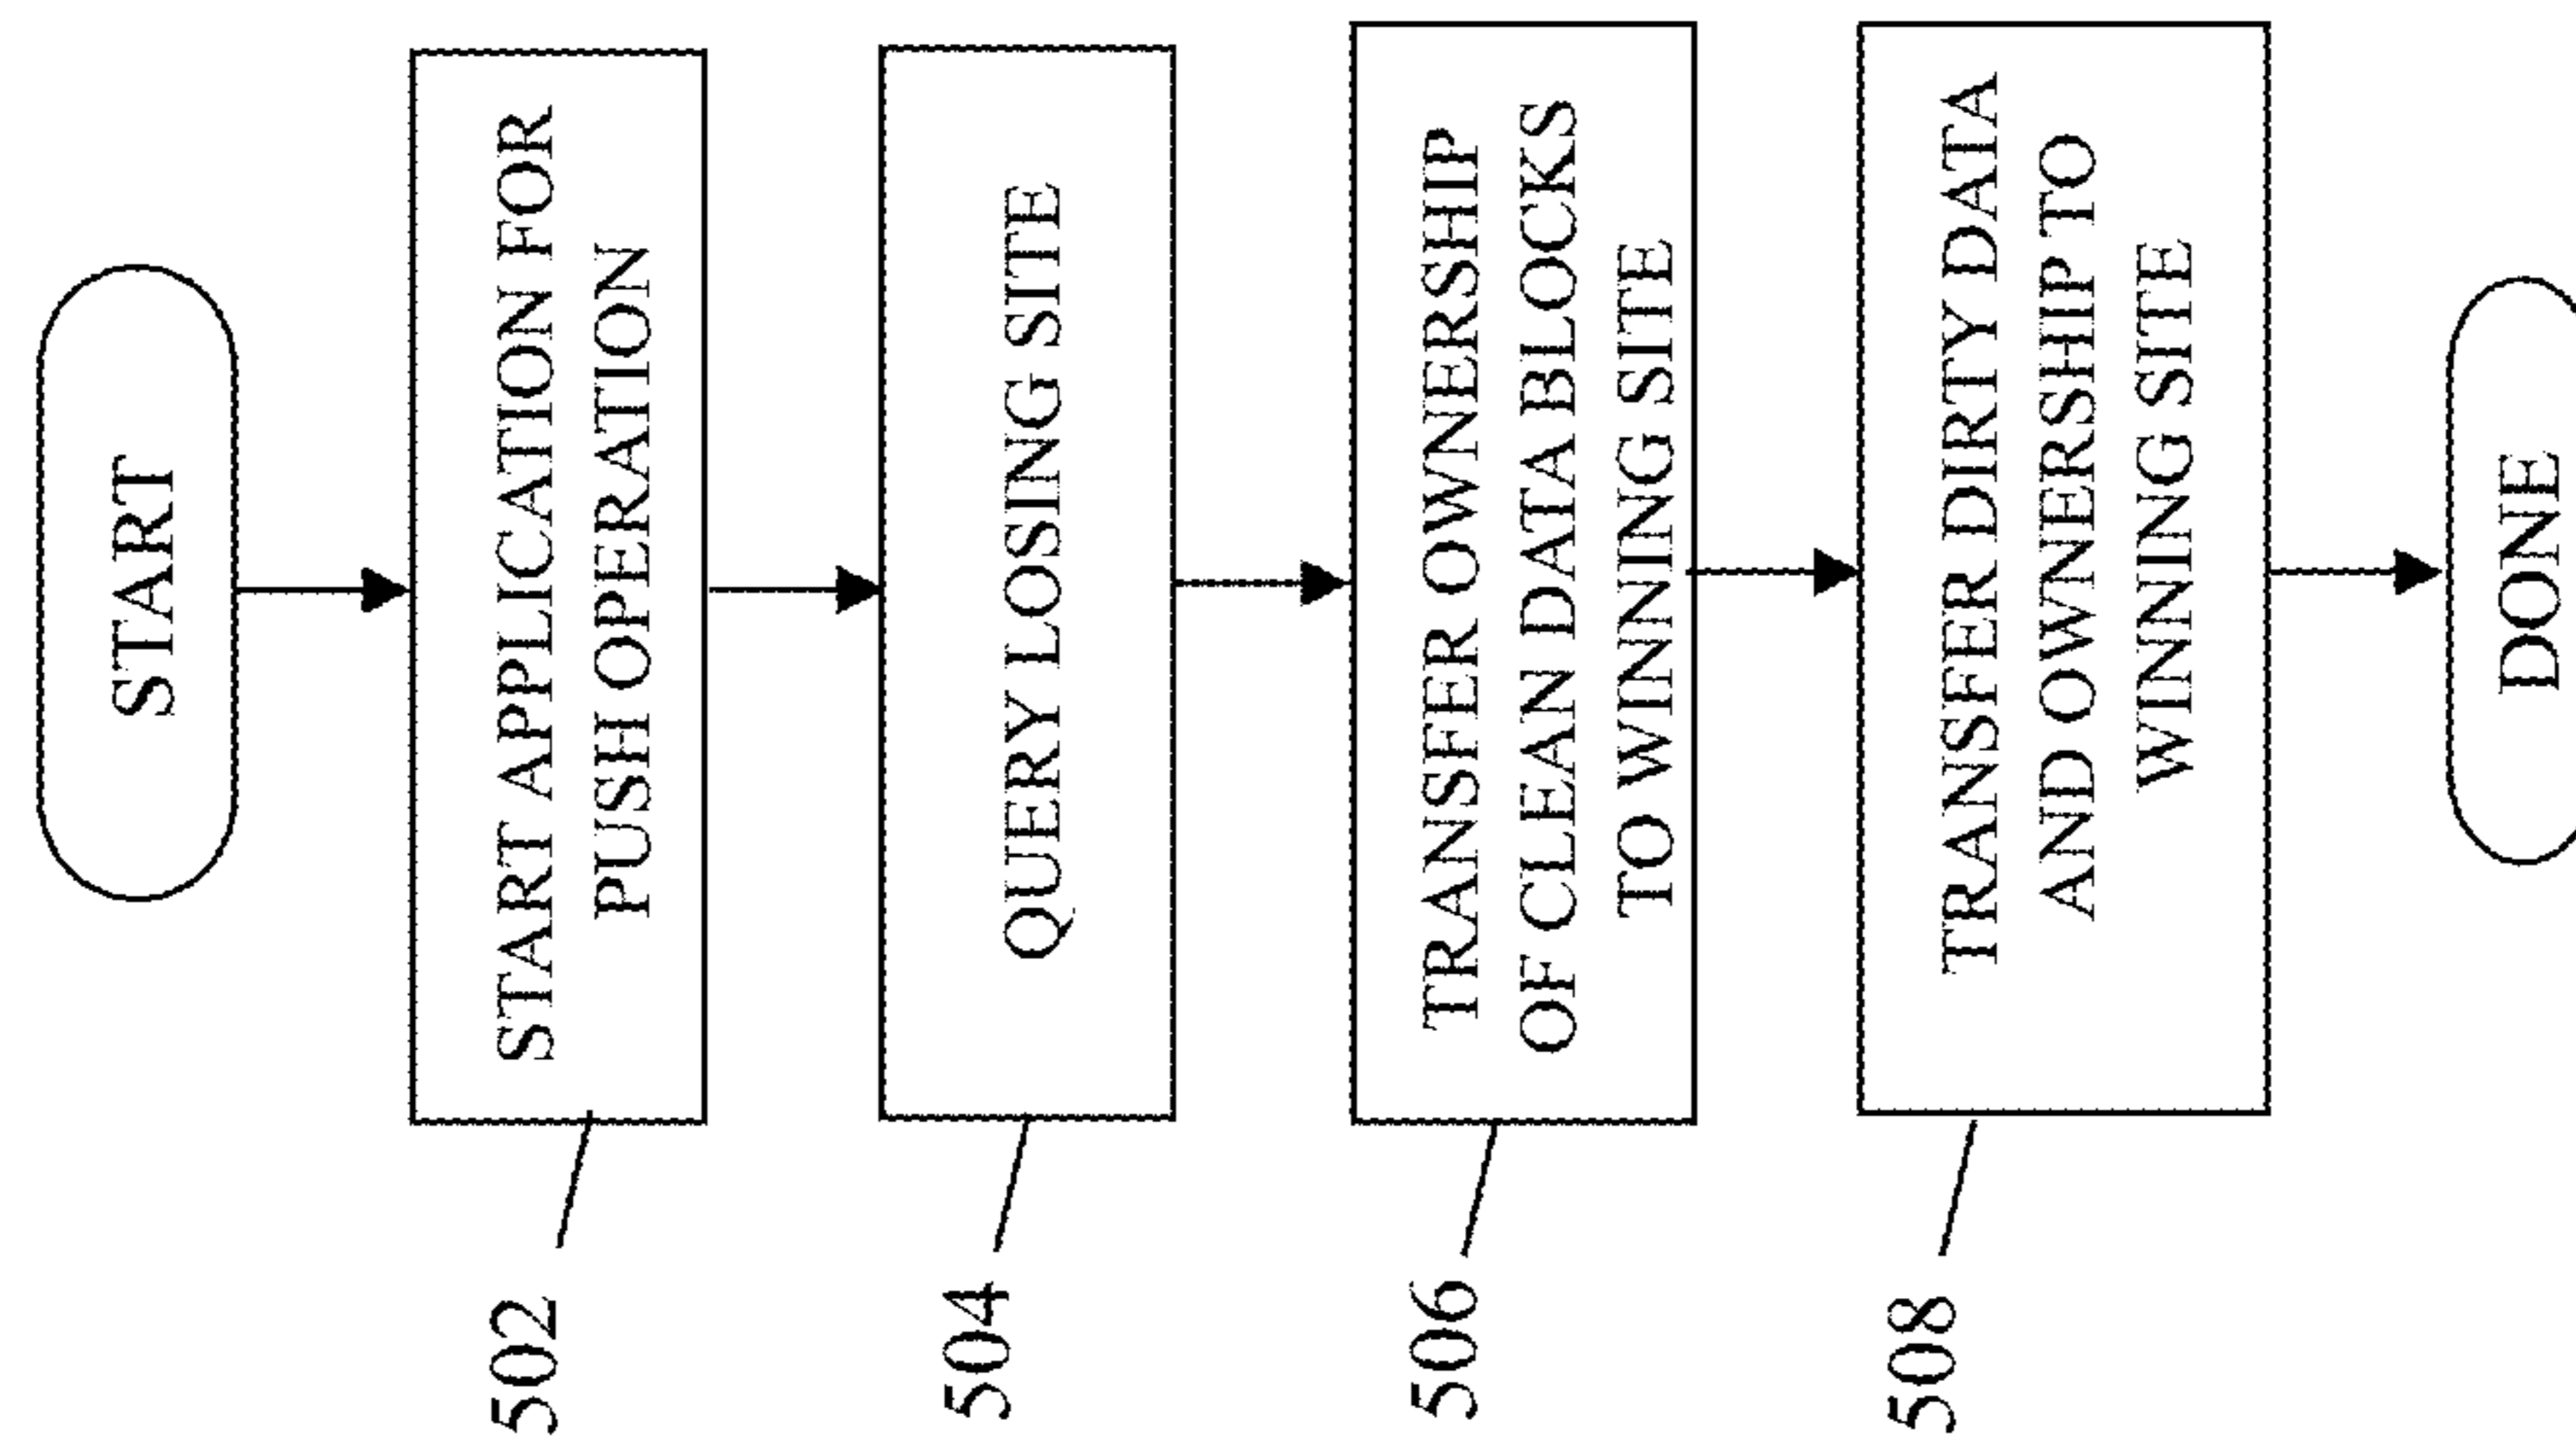 START
START APPLICATION FOR
PUSH OPERATION
502
QUERY LOSING SITE
504
TRANSFER OWNERSHIP
OF CLEAN DATA BLOCKS
TO WINNING SITE
506
TRANSFER DIRTY DATA
AND OWNERSHIP TO
WINNING SITE
508
DONE